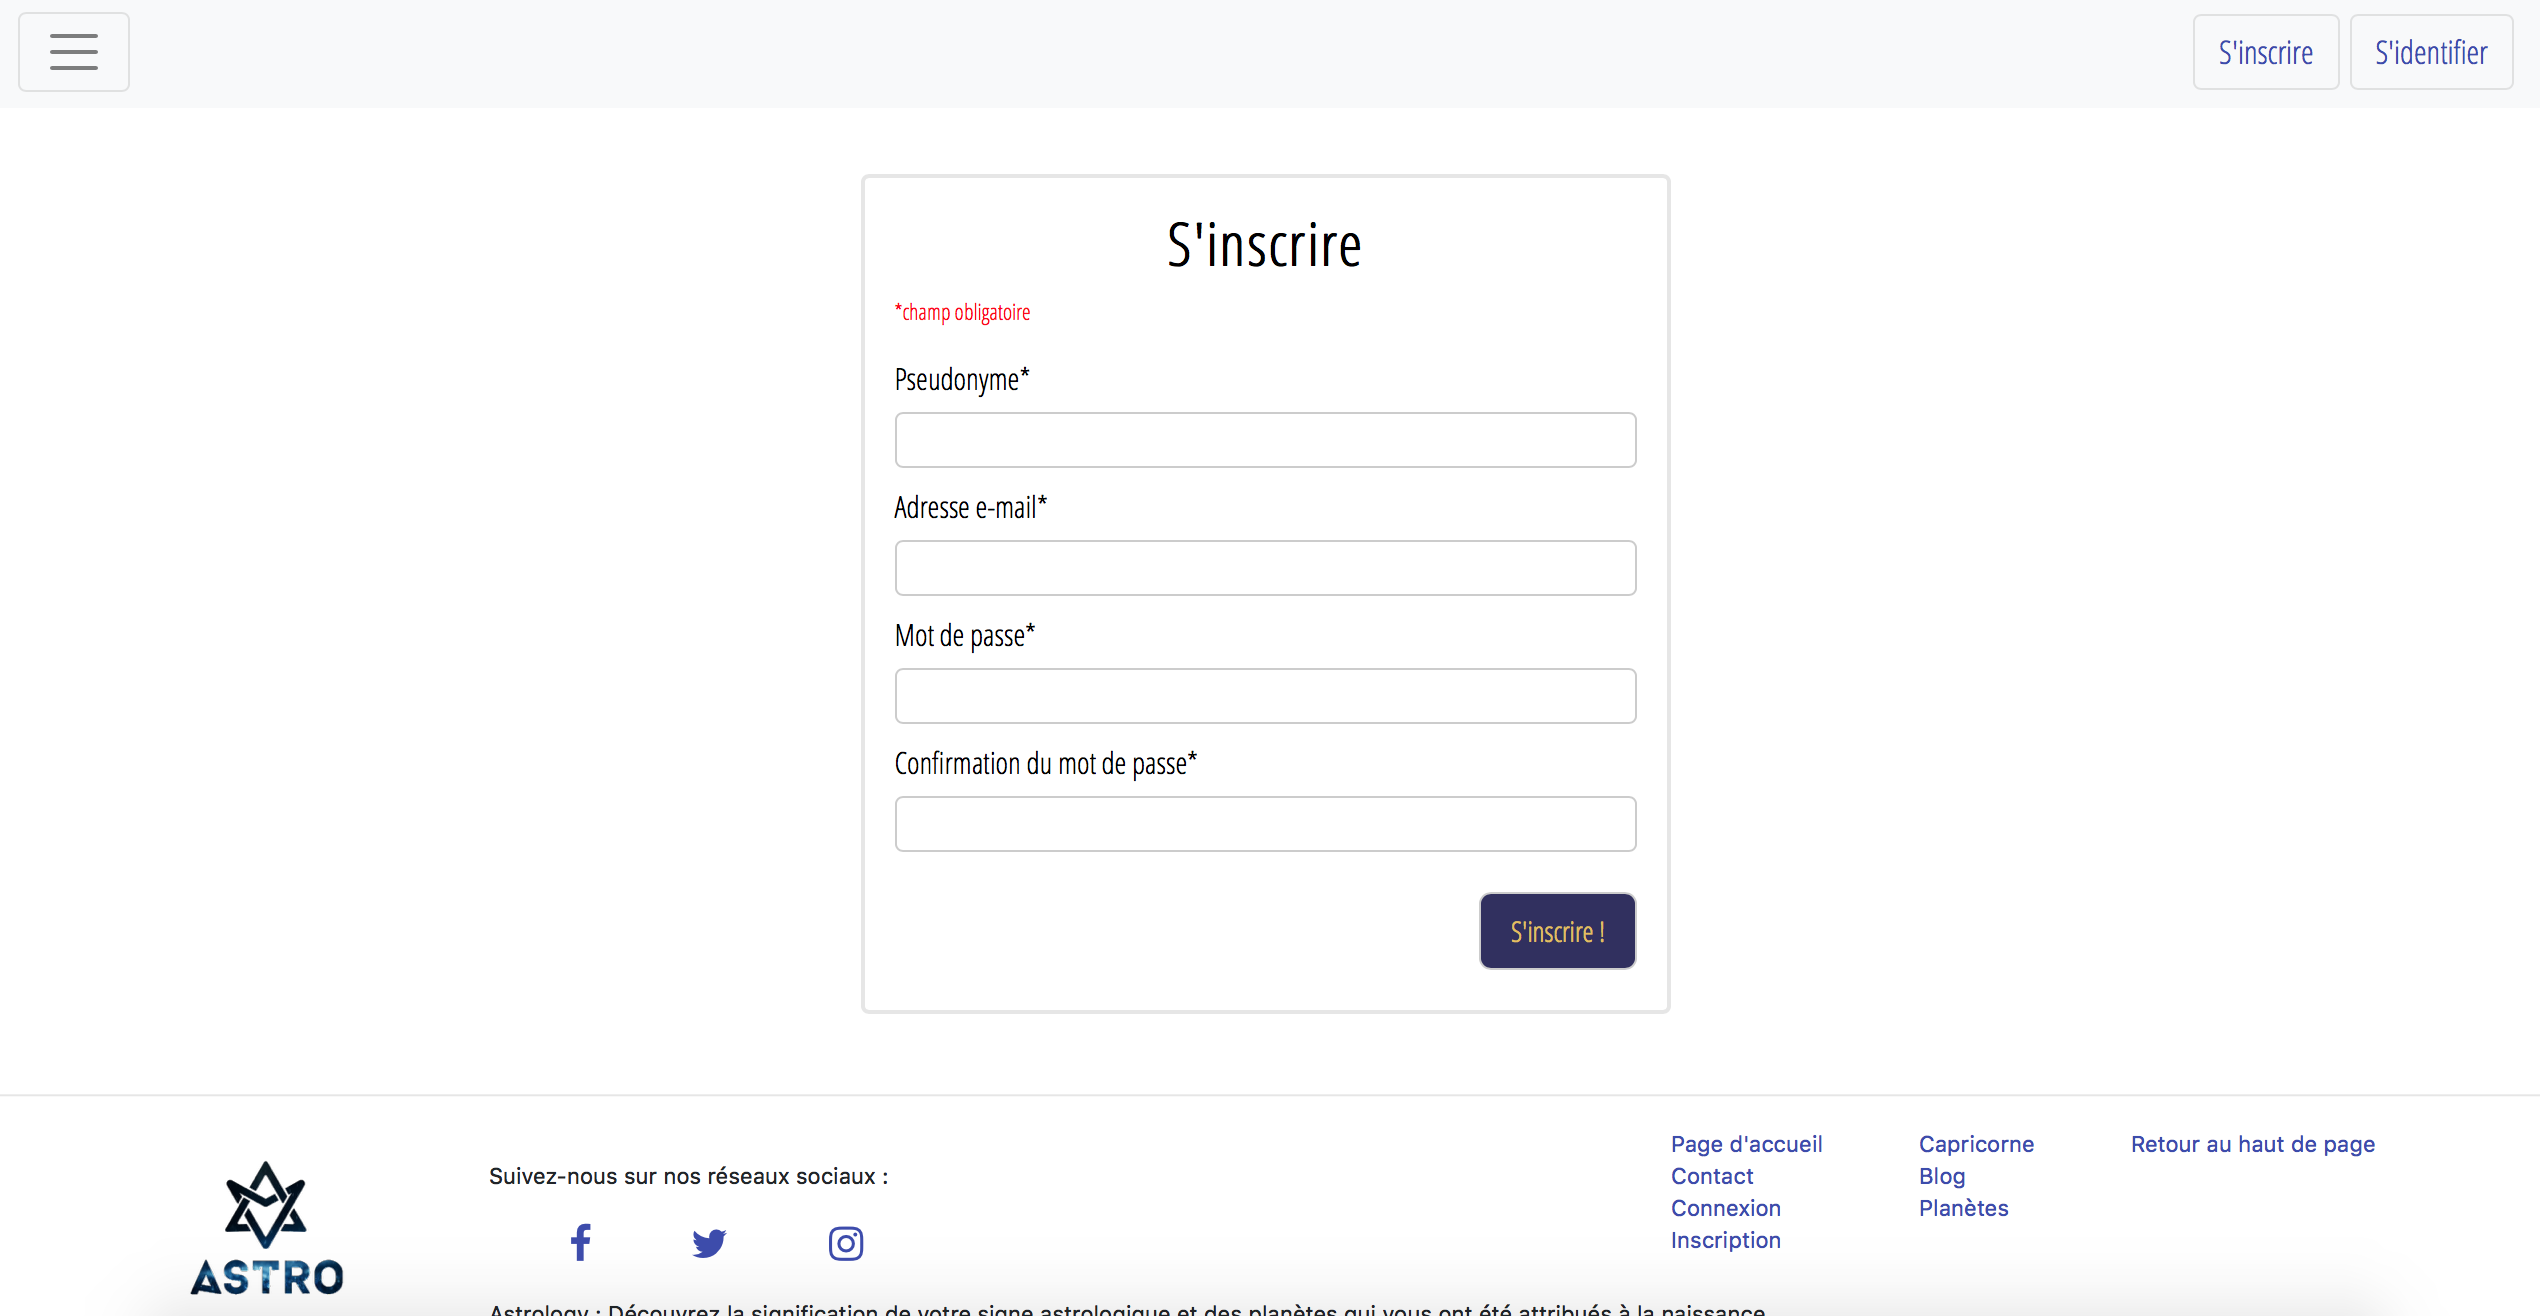 S'inscrire
S'identifier
S'inscrire
*champ obligatoire
Pseudonyme*
Adresse e-mail*
Mot de passe*
Confirmation du mot de passe*
S'inscrire !
ASTRO
Suivez-nous sur nos réseaux sociaux :
Page d'accueil
Contact
Connexion
Inscription
Capricorne
Blog
Planètes
Retour au haut de page
Astrology : Découvrez la signification de votre signe astrologique et des planètes qui vous ont été attribués à la naissance